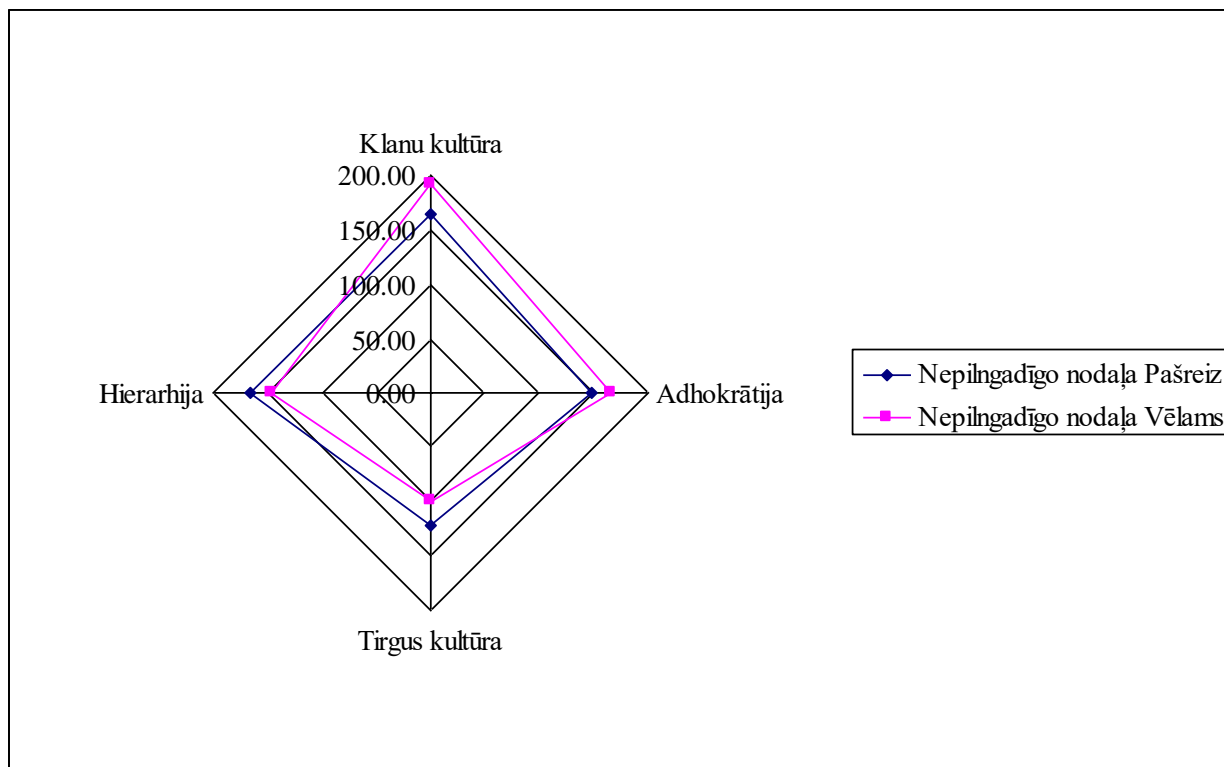 Klanu kultūra
200.00
150.00
100.00
50.00
0.00
Hierarhija
Adhokrātija
Tirgus kultūra
Nepilngadīgo nodaļa Pašreiz
Nepilngadīgo nodaļa Vēlams